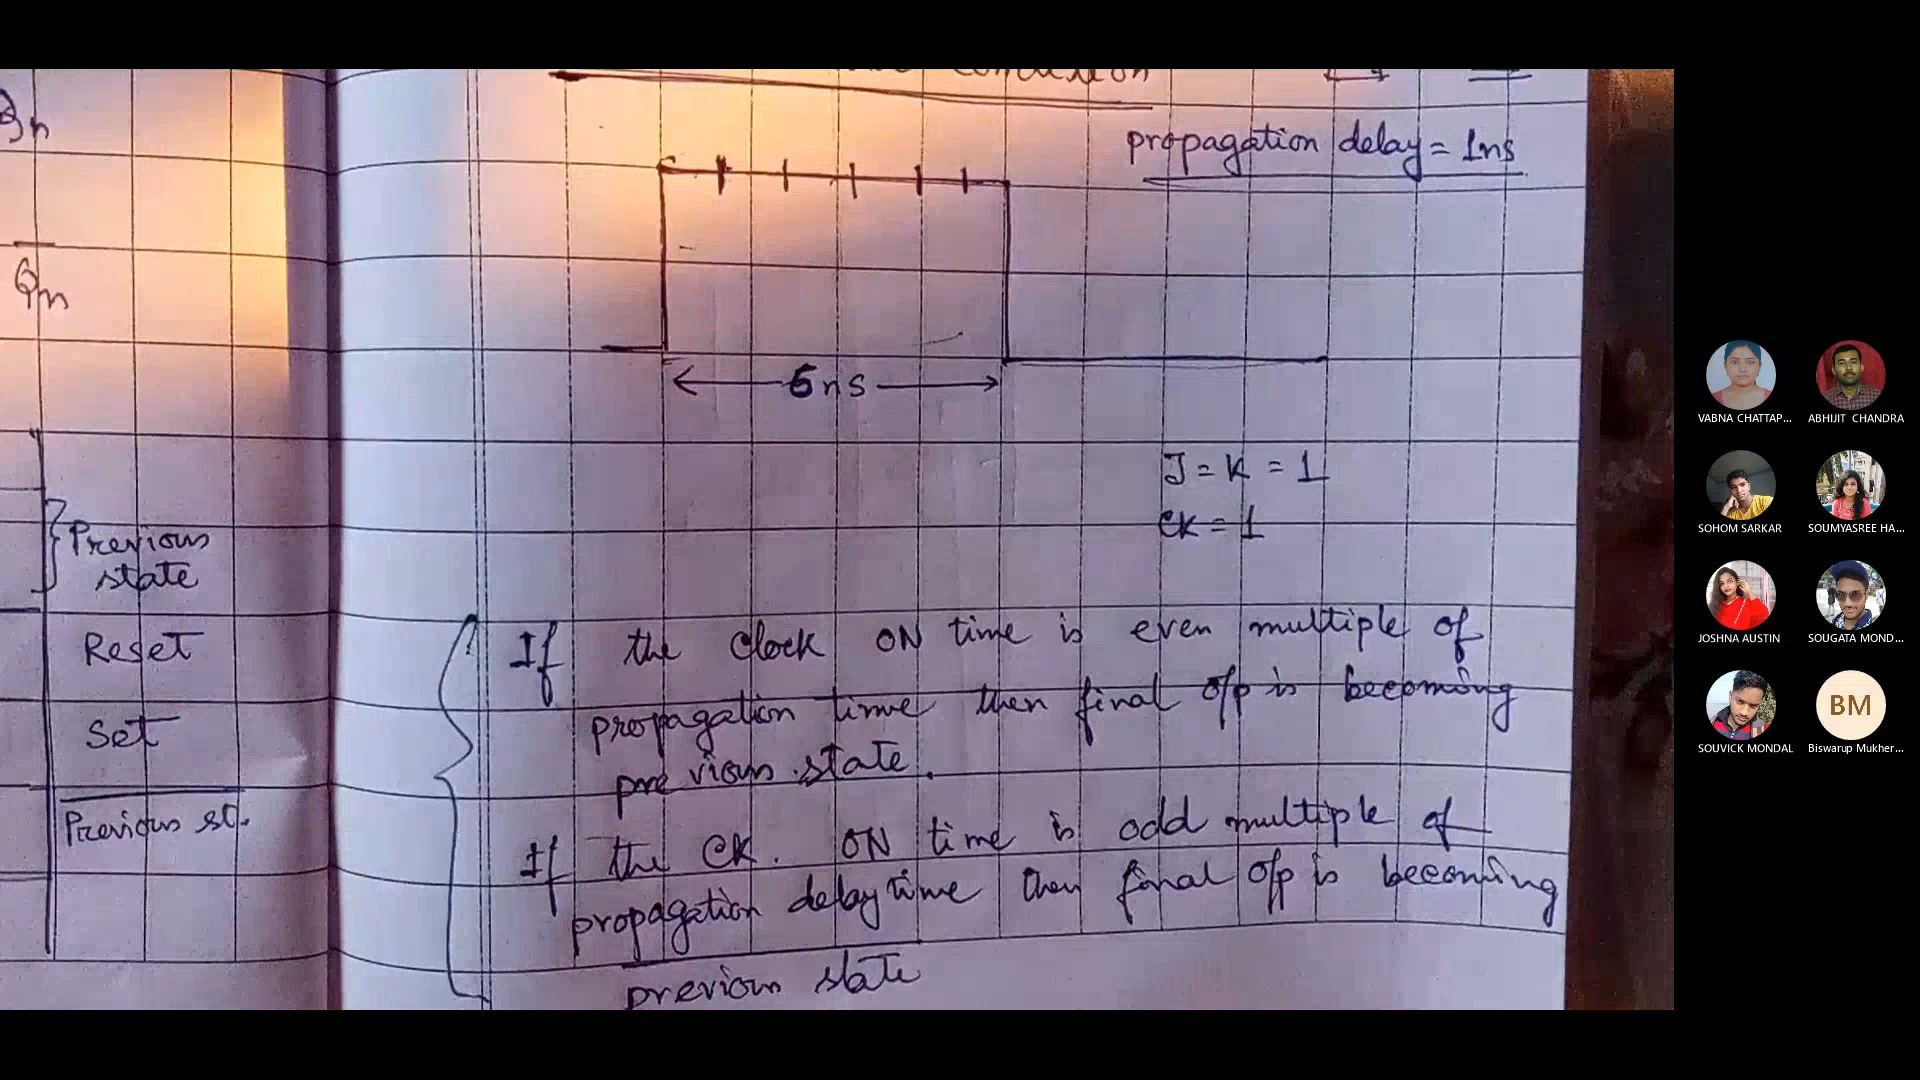 Qn
Qn
Previous
state
Reset
Set
Previous st.
Condition
propagation delay = 1ns
6ns
J = K = 1
CK = 1
If the clock ON time is even multiple of
propagation time then final o/p is becoming
previous state.
If the CK. ON time is odd multiple of
propagation delay time then final o/p is becoming
previous state
VABNA CHATTAP...
ABHIJIT CHANDRA
SOHOM SARKAR
SOUMYASREE HA...
JOSHNA AUSTIN
SOUGATA MOND...
SOUVICK MONDAL
BM
Biswarup Mukher...